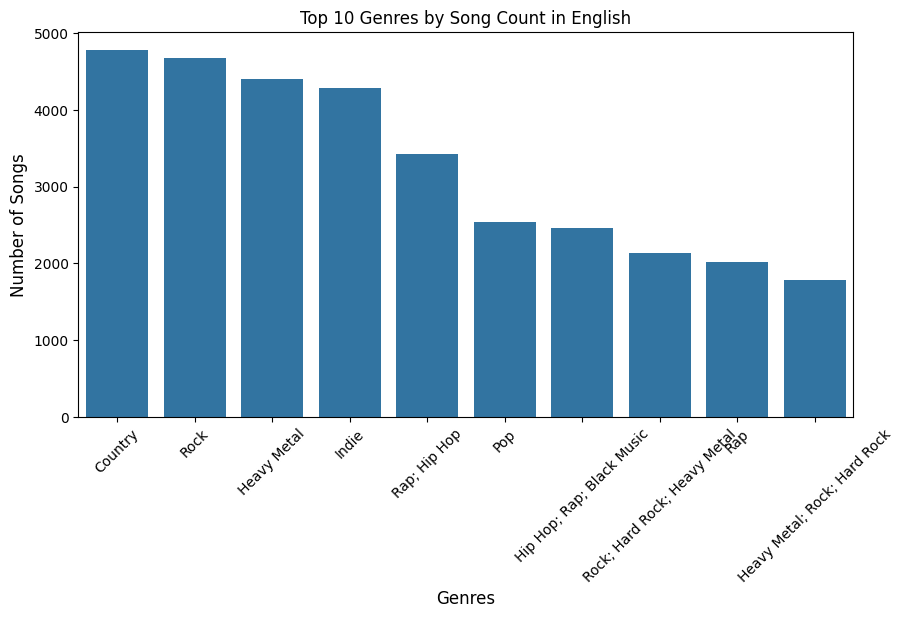 Top 10 Genres by Song Count in English
Number of Songs
5000
4000
3000
2000
1000
0
Country
Rock
Heavy Metal
Indie
Rap; Hip Hop
Pop
Hip Hop; Rap; Black Music
Rock; Hard Rock; Heavy Metal
Rap
Heavy Metal; Rock; Hard Rock
Genres